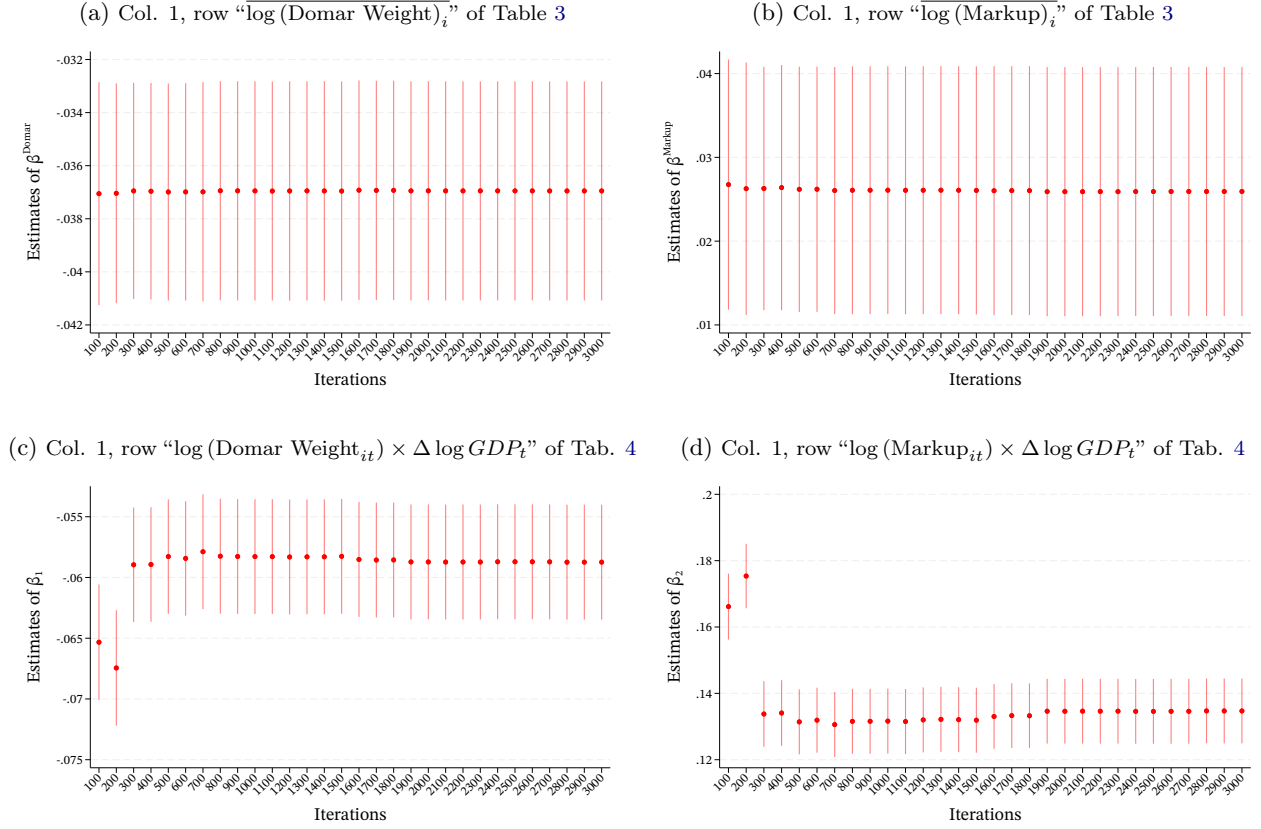 (a) Col. 1, row “log (Domar Weight)i” of Table 3
-.032
-.034
-.036
-.038
-.04
-.042
Estimates of β^Domar
100 200 300 400 500 600 700 800 900 1000 1100 1200 1300 1400 1500 1600 1700 1800 1900 2000 2100 2200 2300 2400 2500 2600 2700 2800 2900 3000
Iterations
(b) Col. 1, row “log (Markup)i” of Table 3
.04
.03
.02
.01
Estimates of β^Markup
100 200 300 400 500 600 700 800 900 1000 1100 1200 1300 1400 1500 1600 1700 1800 1900 2000 2100 2200 2300 2400 2500 2600 2700 2800 2900 3000
Iterations
(c) Col. 1, row “log (Domar Weightit) × Δ log GDPt” of Tab. 4
-.055
-.06
-.065
-.07
-.075
Estimates of β1
100 200 300 400 500 600 700 800 900 1000 1100 1200 1300 1400 1500 1600 1700 1800 1900 2000 2100 2200 2300 2400 2500 2600 2700 2800 2900 3000
Iterations
(d) Col. 1, row “log (Markupit) × Δ log GDPt” of Tab. 4
.2
.18
.16
.14
.12
Estimates of β2
100 200 300 400 500 600 700 800 900 1000 1100 1200 1300 1400 1500 1600 1700 1800 1900 2000 2100 2200 2300 2400 2500 2600 2700 2800 2900 3000
Iterations